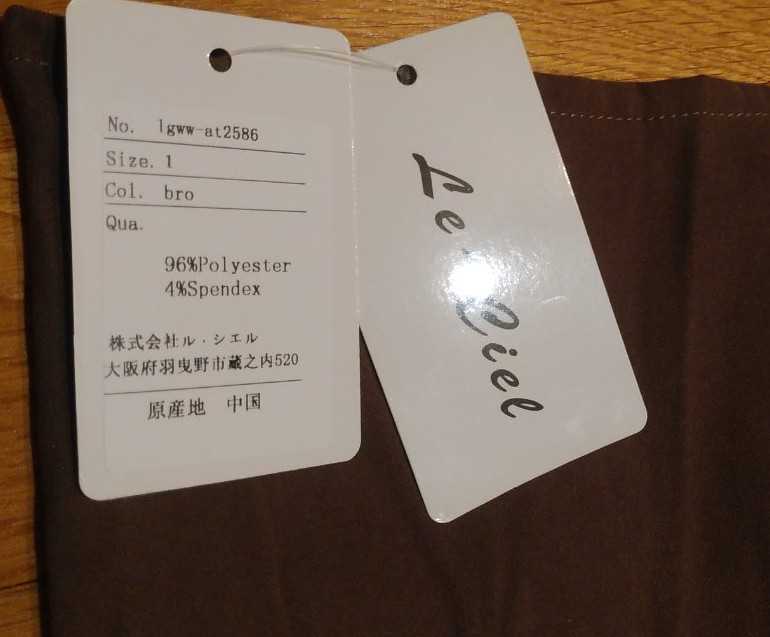 No. lgww-at2586
Size. 1
Col. bro
Qua.
96%Polyester
4%Spendex
株式会社ル・シエル
大阪府羽曳野市蔵之内520
原産地 中国
Le Ciel